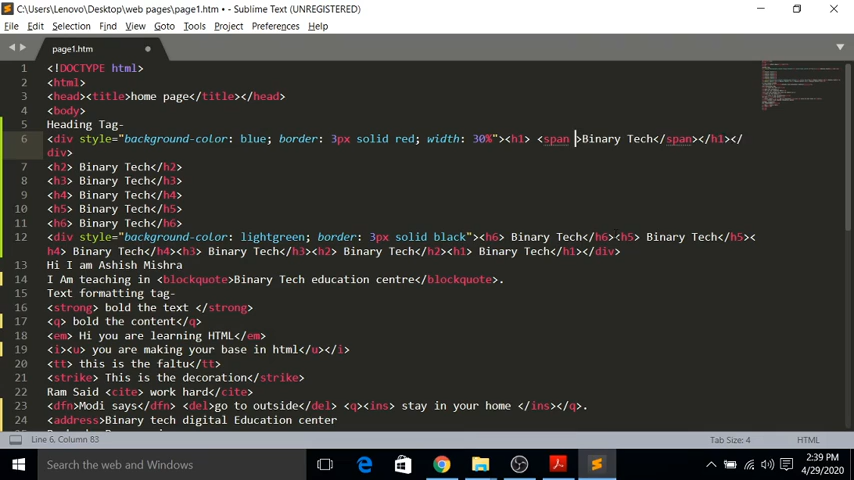 C:\Users\Lenovo\Desktop\web pages\page1.htm • - Sublime Text (UNREGISTERED)
File Edit Selection Find View Goto Tools Project Preferences Help
page1.htm
1 <!DOCTYPE html>
2 <html>
3 <head><title>home page</title></head>
4 <body>
5 Heading Tag-
6 <div style="background-color: blue; border: 3px solid red; width: 30%"><h1> <span >Binary Tech</span></h1></
div>
7 <h2> Binary Tech</h2>
8 <h3> Binary Tech</h3>
9 <h4> Binary Tech</h4>
10 <h5> Binary Tech</h5>
11 <h6> Binary Tech</h6>
12 <div style="background-color: lightgreen; border: 3px solid black"><h6> Binary Tech</h6><h5> Binary Tech</h5><
h4> Binary Tech</h4><h3> Binary Tech</h3><h2> Binary Tech</h2><h1> Binary Tech</h1></div>
13 Hi I am Ashish Mishra
14 I Am teaching in <blockquote>Binary Tech education centre</blockquote>.
15 Text formatting tag-
16 <strong> bold the text </strong>
17 <q> bold the content</q>
18 <em> Hi you are learning HTML</em>
19 <i><u> you are making your base in html</u></i>
20 <tt> this is the faltu</tt>
21 <strike> This is the decoration</strike>
22 Ram Said <cite> work hard</cite>
23 <dfn>Modi says</dfn> <del>go to outside</del> <q><ins> stay in your home </ins></q>.
24 <address>Binary tech digital Education center
Line 6, Column 83 Tab Size: 4 HTML
Search the web and Windows
2:39 PM
4/29/2020